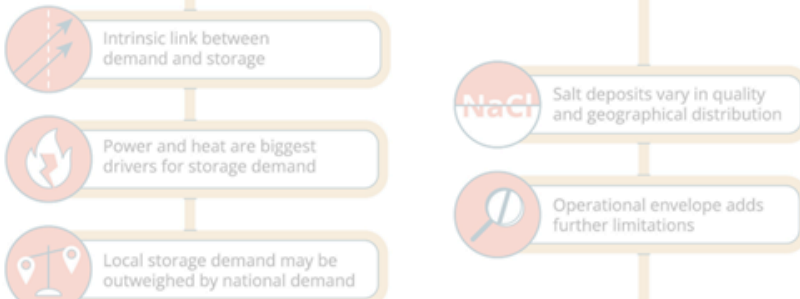 Intrinsic link between
demand and storage
Power and heat are biggest
drivers for storage demand
Local storage demand may be
outweighed by national demand
NaCl
Salt deposits vary in quality
and geographical distribution
Operational envelope adds
further limitations